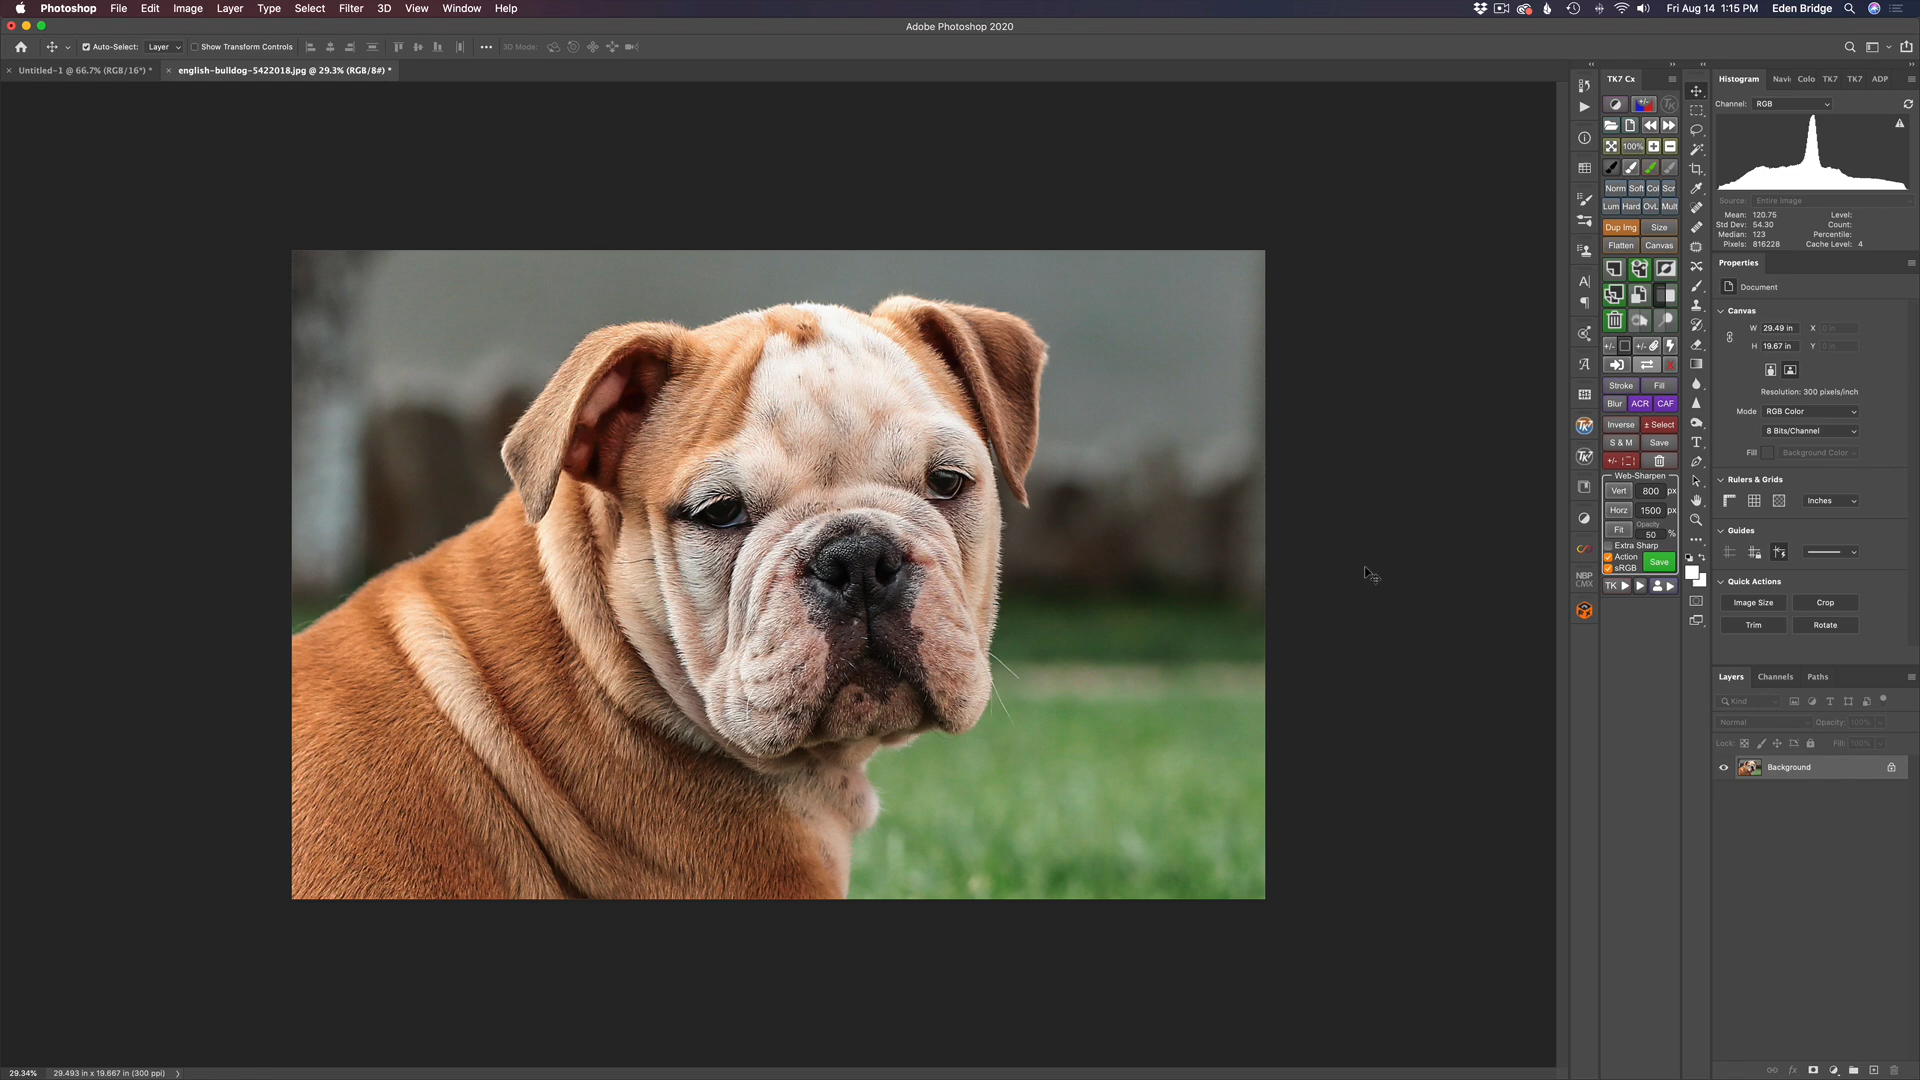 Photoshop File Edit Image Layer Type Select Filter 3D View Window Help Fri Aug 14 1:15 PM Eden Bridge
Adobe Photoshop 2020
Auto-Select: Layer Show Transform Controls 3D Mode:
Untitled-1 @ 66.7% (RGB/16*) * english-bulldog-5422018.jpg @ 29.3% (RGB/8#) *
TK7 Cx
100%
Norm Soft Col Scr
Lum Hard OvL Mult
Dup Img Size
Flatten Canvas
Stroke Fill
Blur ACR CAF
Inverse ± Select
S & M Save
Web-Sharpen
Vert 800 px
Horz 1500 px
Fit Opacity 50 %
Extra Sharp
Action
sRGB Save
TK
NBP
CMX
Histogram Navi Colo TK7 TK7 ADP
Channel: RGB
Source: Entire Image
Mean: 120.75 Level:
Std Dev: 54.30 Count:
Median: 123 Percentile:
Pixels: 816228 Cache Level: 4
Properties
Document
Canvas
W 29.49 in X 0 in
H 19.67 in Y 0 in
Resolution: 300 pixels/inch
Mode RGB Color
8 Bits/Channel
Fill Background Color
Rulers & Grids
Inches
Guides
Quick Actions
Image Size Crop
Trim Rotate
Layers Channels Paths
Kind
Normal Opacity: 100%
Lock: Fill: 100%
Background
29.34% 29.493 in x 19.667 in (300 ppi)